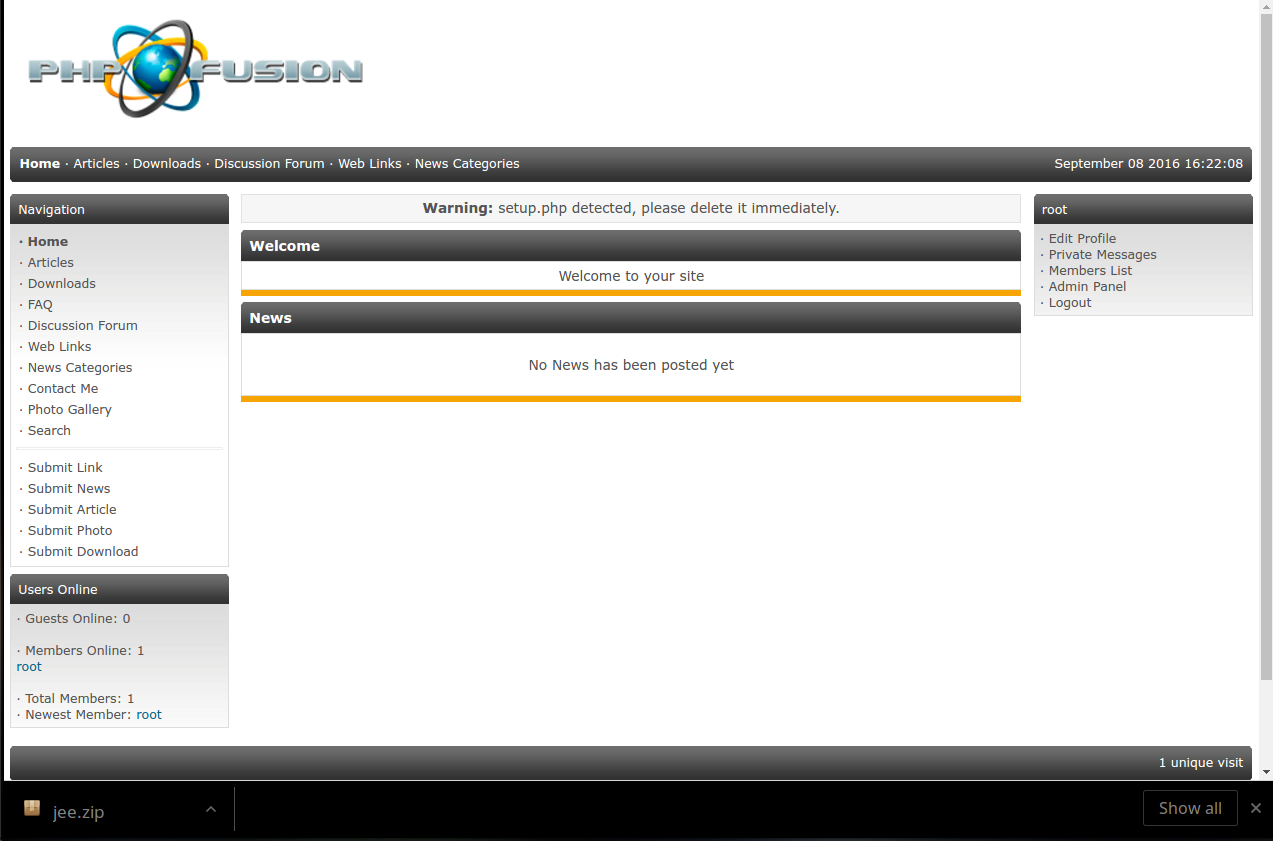 PHP FUSION
Home · Articles · Downloads · Discussion Forum · Web Links · News Categories
September 08 2016 16:22:08
Navigation
· Home
· Articles
· Downloads
· FAQ
· Discussion Forum
· Web Links
· News Categories
· Contact Me
· Photo Gallery
· Search
· Submit Link
· Submit News
· Submit Article
· Submit Photo
· Submit Download
Users Online
· Guests Online: 0
· Members Online: 1
root
· Total Members: 1
· Newest Member: root
Warning: setup.php detected, please delete it immediately.
Welcome
Welcome to your site
News
No News has been posted yet
root
· Edit Profile
· Private Messages
· Members List
· Admin Panel
· Logout
1 unique visit
jee.zip
Show all